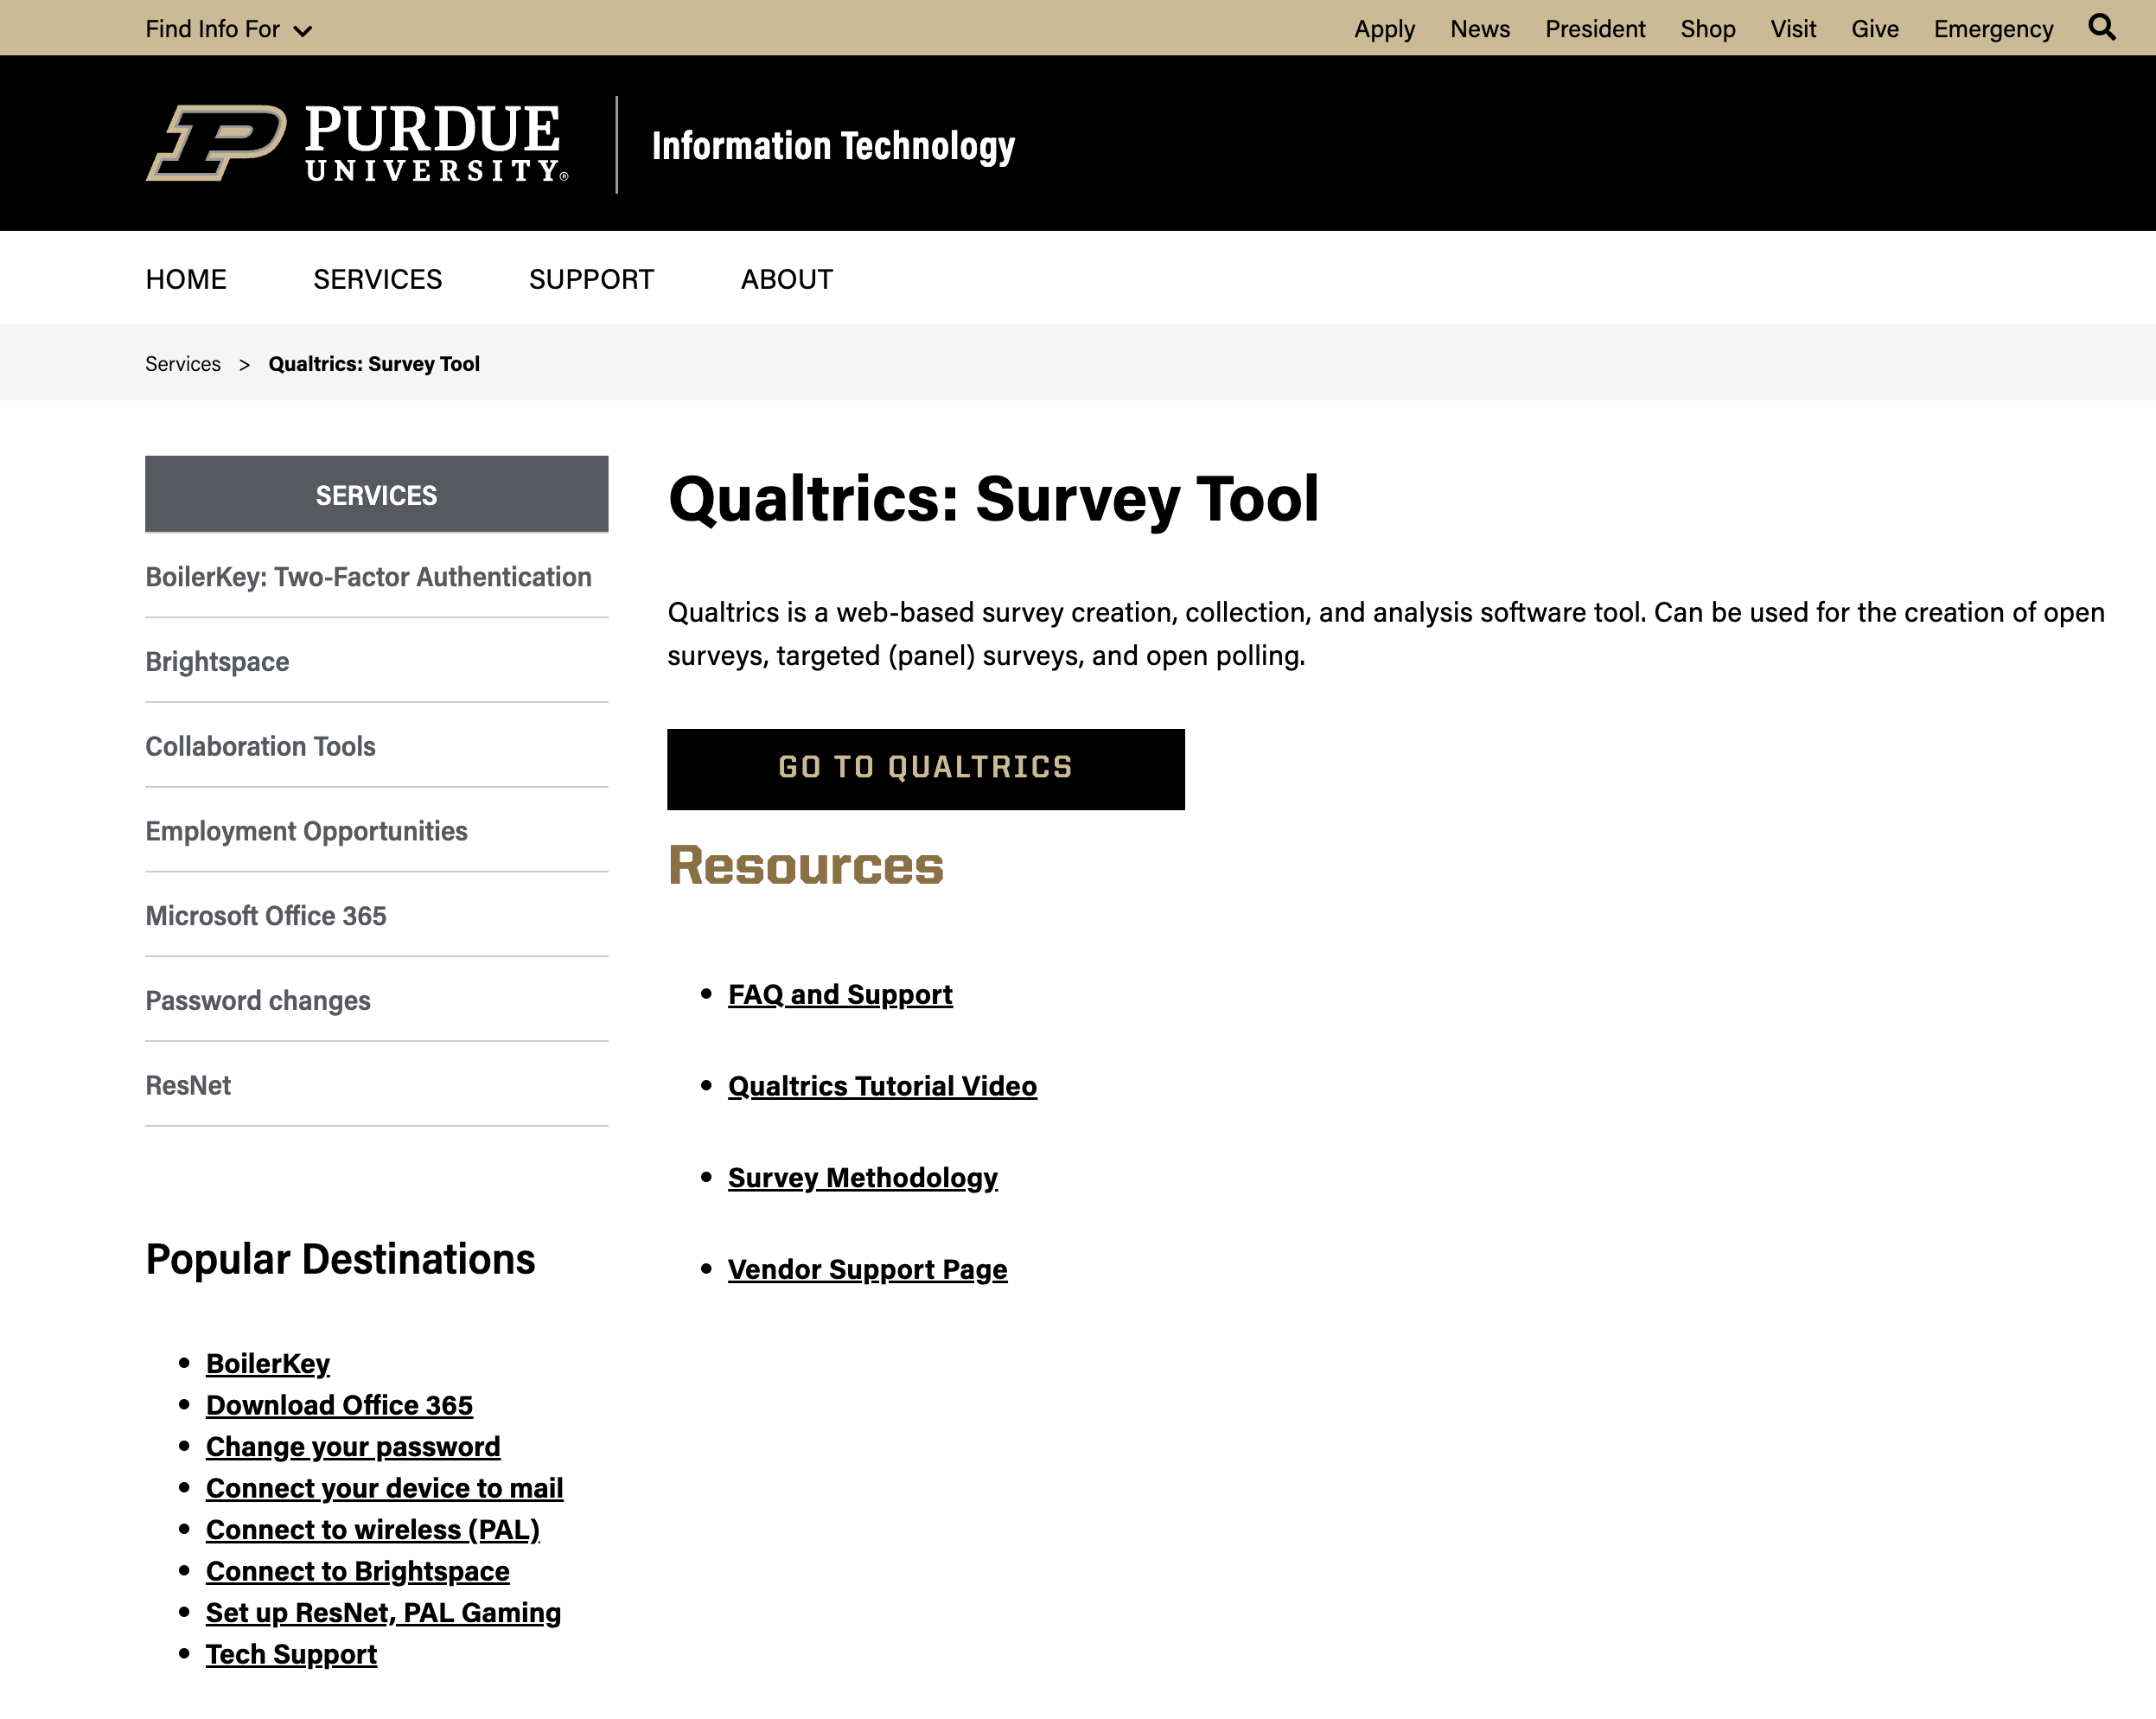 Find Info For
Apply News President Shop Visit Give Emergency
PURDUE
UNIVERSITY®
Information Technology
HOME SERVICES SUPPORT ABOUT
Services > Qualtrics: Survey Tool
SERVICES
BoilerKey: Two-Factor Authentication
Brightspace
Collaboration Tools
Employment Opportunities
Microsoft Office 365
Password changes
ResNet
Popular Destinations
BoilerKey
Download Office 365
Change your password
Connect your device to mail
Connect to wireless (PAL)
Connect to Brightspace
Set up ResNet, PAL Gaming
Tech Support
Qualtrics: Survey Tool
Qualtrics is a web-based survey creation, collection, and analysis software tool. Can be used for the creation of open
surveys, targeted (panel) surveys, and open polling.
GO TO QUALTRICS
Resources
FAQ and Support
Qualtrics Tutorial Video
Survey Methodology
Vendor Support Page